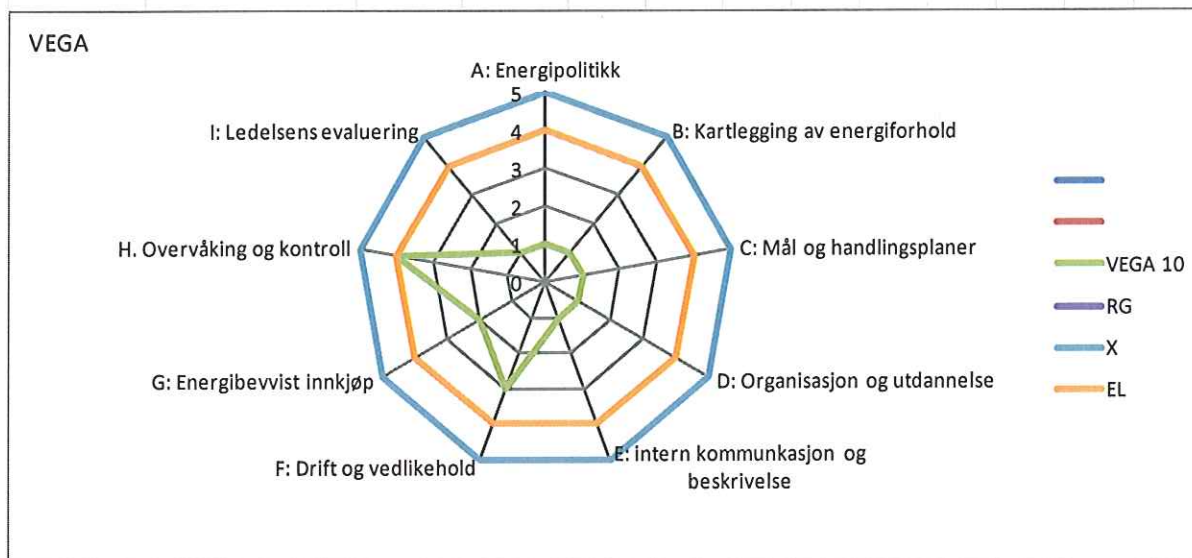 VEGA
A: Energipolitikk
B: Kartlegging av energiforhold
C: Mål og handlingsplaner
D: Organisasjon og utdannelse
E: intern kommunkasjon og
beskrivelse
F: Drift og vedlikehold
G: Energibevvist innkjøp
H. Overvåking og kontroll
I: Ledelsens evaluering
5
4
3
2
1
0
VEGA 10
RG
X
EL